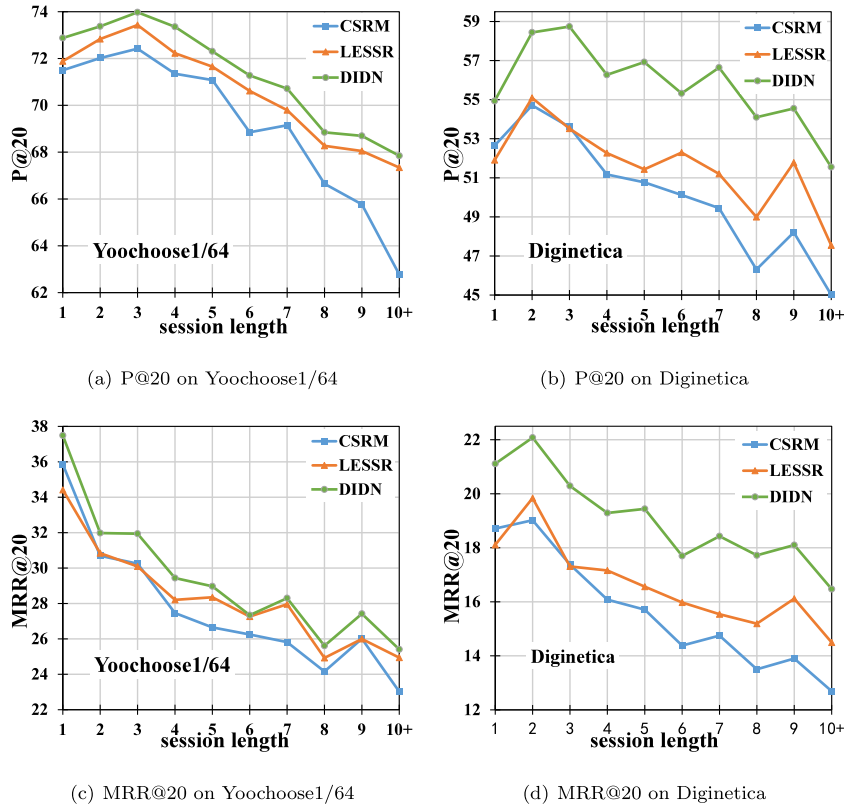 74
72
70
68
66
64
62
P@20
CSRM
LESSR
DIDN
Yoochoose1/64
1 2 3 4 5 6 7 8 9 10+
session length
(a) P@20 on Yoochoose1/64
59
57
55
53
51
49
47
45
P@20
CSRM
LESSR
DIDN
Diginetica
1 2 3 4 5 6 7 8 9 10+
session length
(b) P@20 on Diginetica
38
36
34
32
30
28
26
24
22
MRR@20
CSRM
LESSR
DIDN
Yoochoose1/64
1 2 3 4 5 6 7 8 9 10+
session length
(c) MRR@20 on Yoochoose1/64
22
20
18
16
14
12
MRR@20
CSRM
LESSR
DIDN
Diginetica
1 2 3 4 5 6 7 8 9 10+
session length
(d) MRR@20 on Diginetica